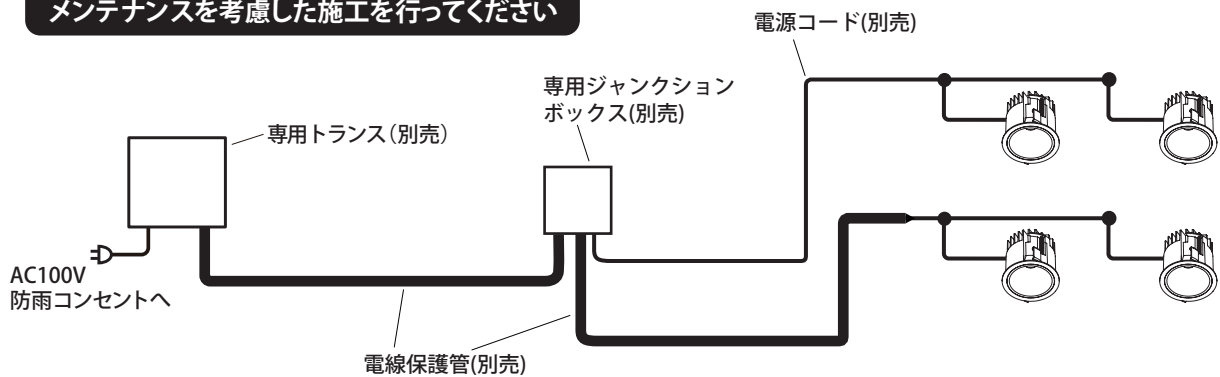 メンテナンスを考慮した施工を行ってください
電源コード(別売)
専用ジャンクション
ボックス(別売)
専用トランス（別売）
AC100V
防雨コンセントへ
電線保護管(別売)